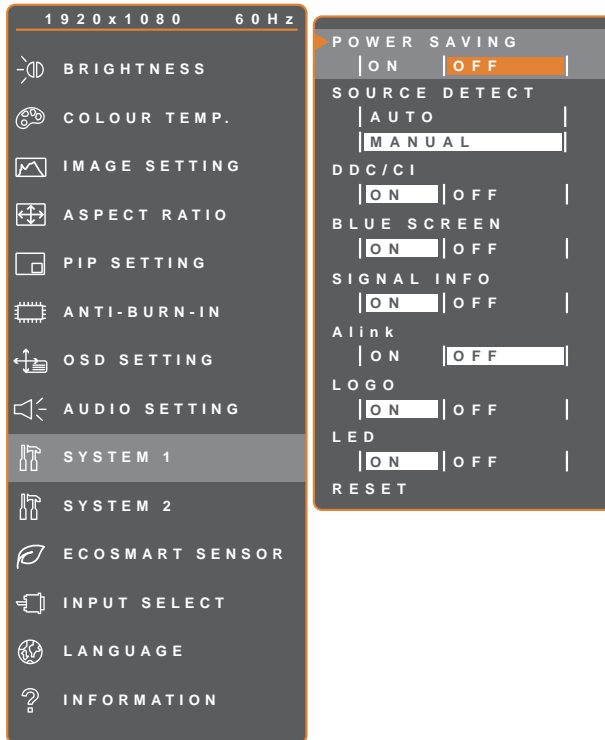 1920x1080 60Hz
BRIGHTNESS
COLOUR TEMP.
IMAGE SETTING
ASPECT RATIO
PIP SETTING
ANTI-BURN-IN
OSD SETTING
AUDIO SETTING
SYSTEM 1
SYSTEM 2
ECOSMART SENSOR
INPUT SELECT
LANGUAGE
INFORMATION
POWER SAVING
ON OFF
SOURCE DETECT
AUTO
MANUAL
DDC/CI
ON OFF
BLUE SCREEN
ON OFF
SIGNAL INFO
ON OFF
Alink
ON OFF
LOGO
ON OFF
LED
ON OFF
RESET